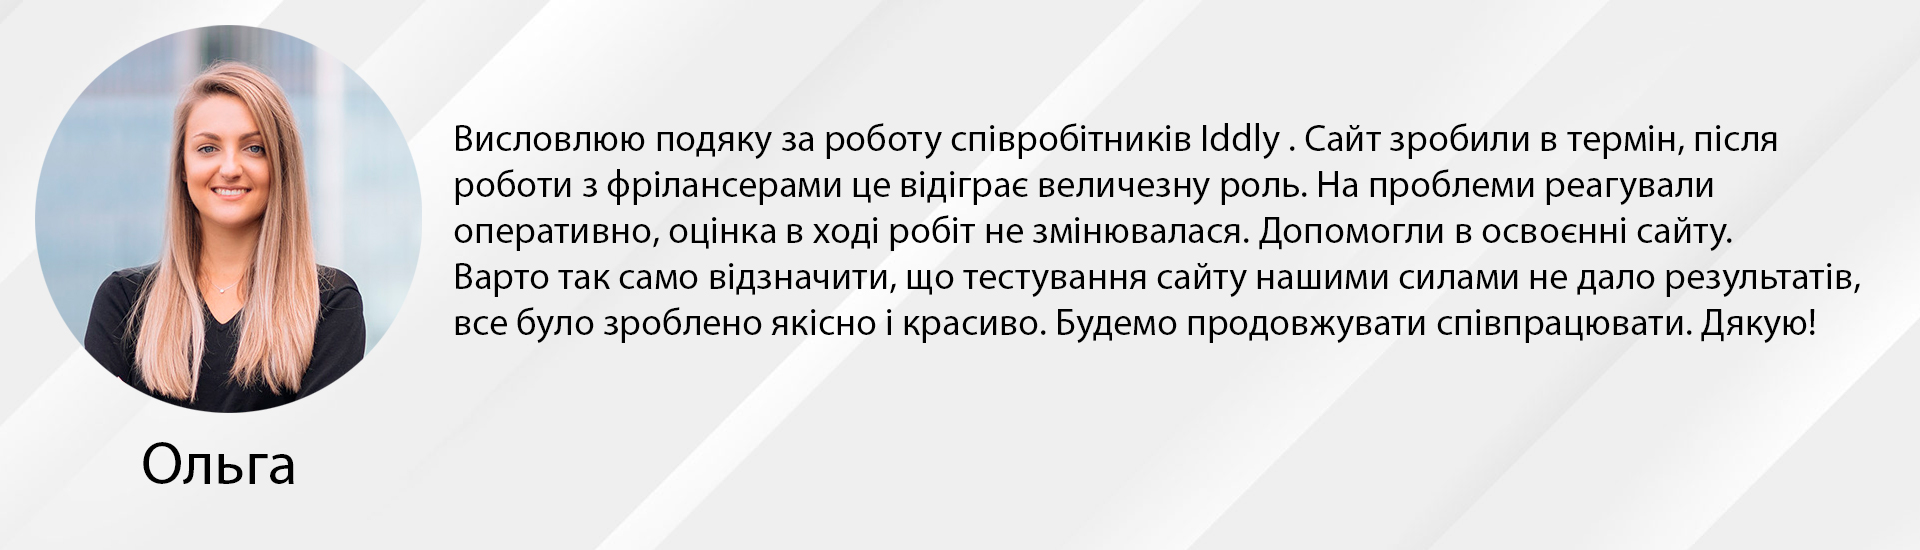 Висловлюю подяку за роботу співробітників Iddly . Сайт зробили в термін, після
роботи з фрілансерами це відіграє величезну роль. На проблеми реагували
оперативно, оцінка в ході робіт не змінювалася. Допомогли в освоєнні сайту.
Варто так само відзначити, що тестування сайту нашими силами не дало результатів,
все було зроблено якісно і красиво. Будемо продовжувати співпрацювати. Дякую!
Ольга